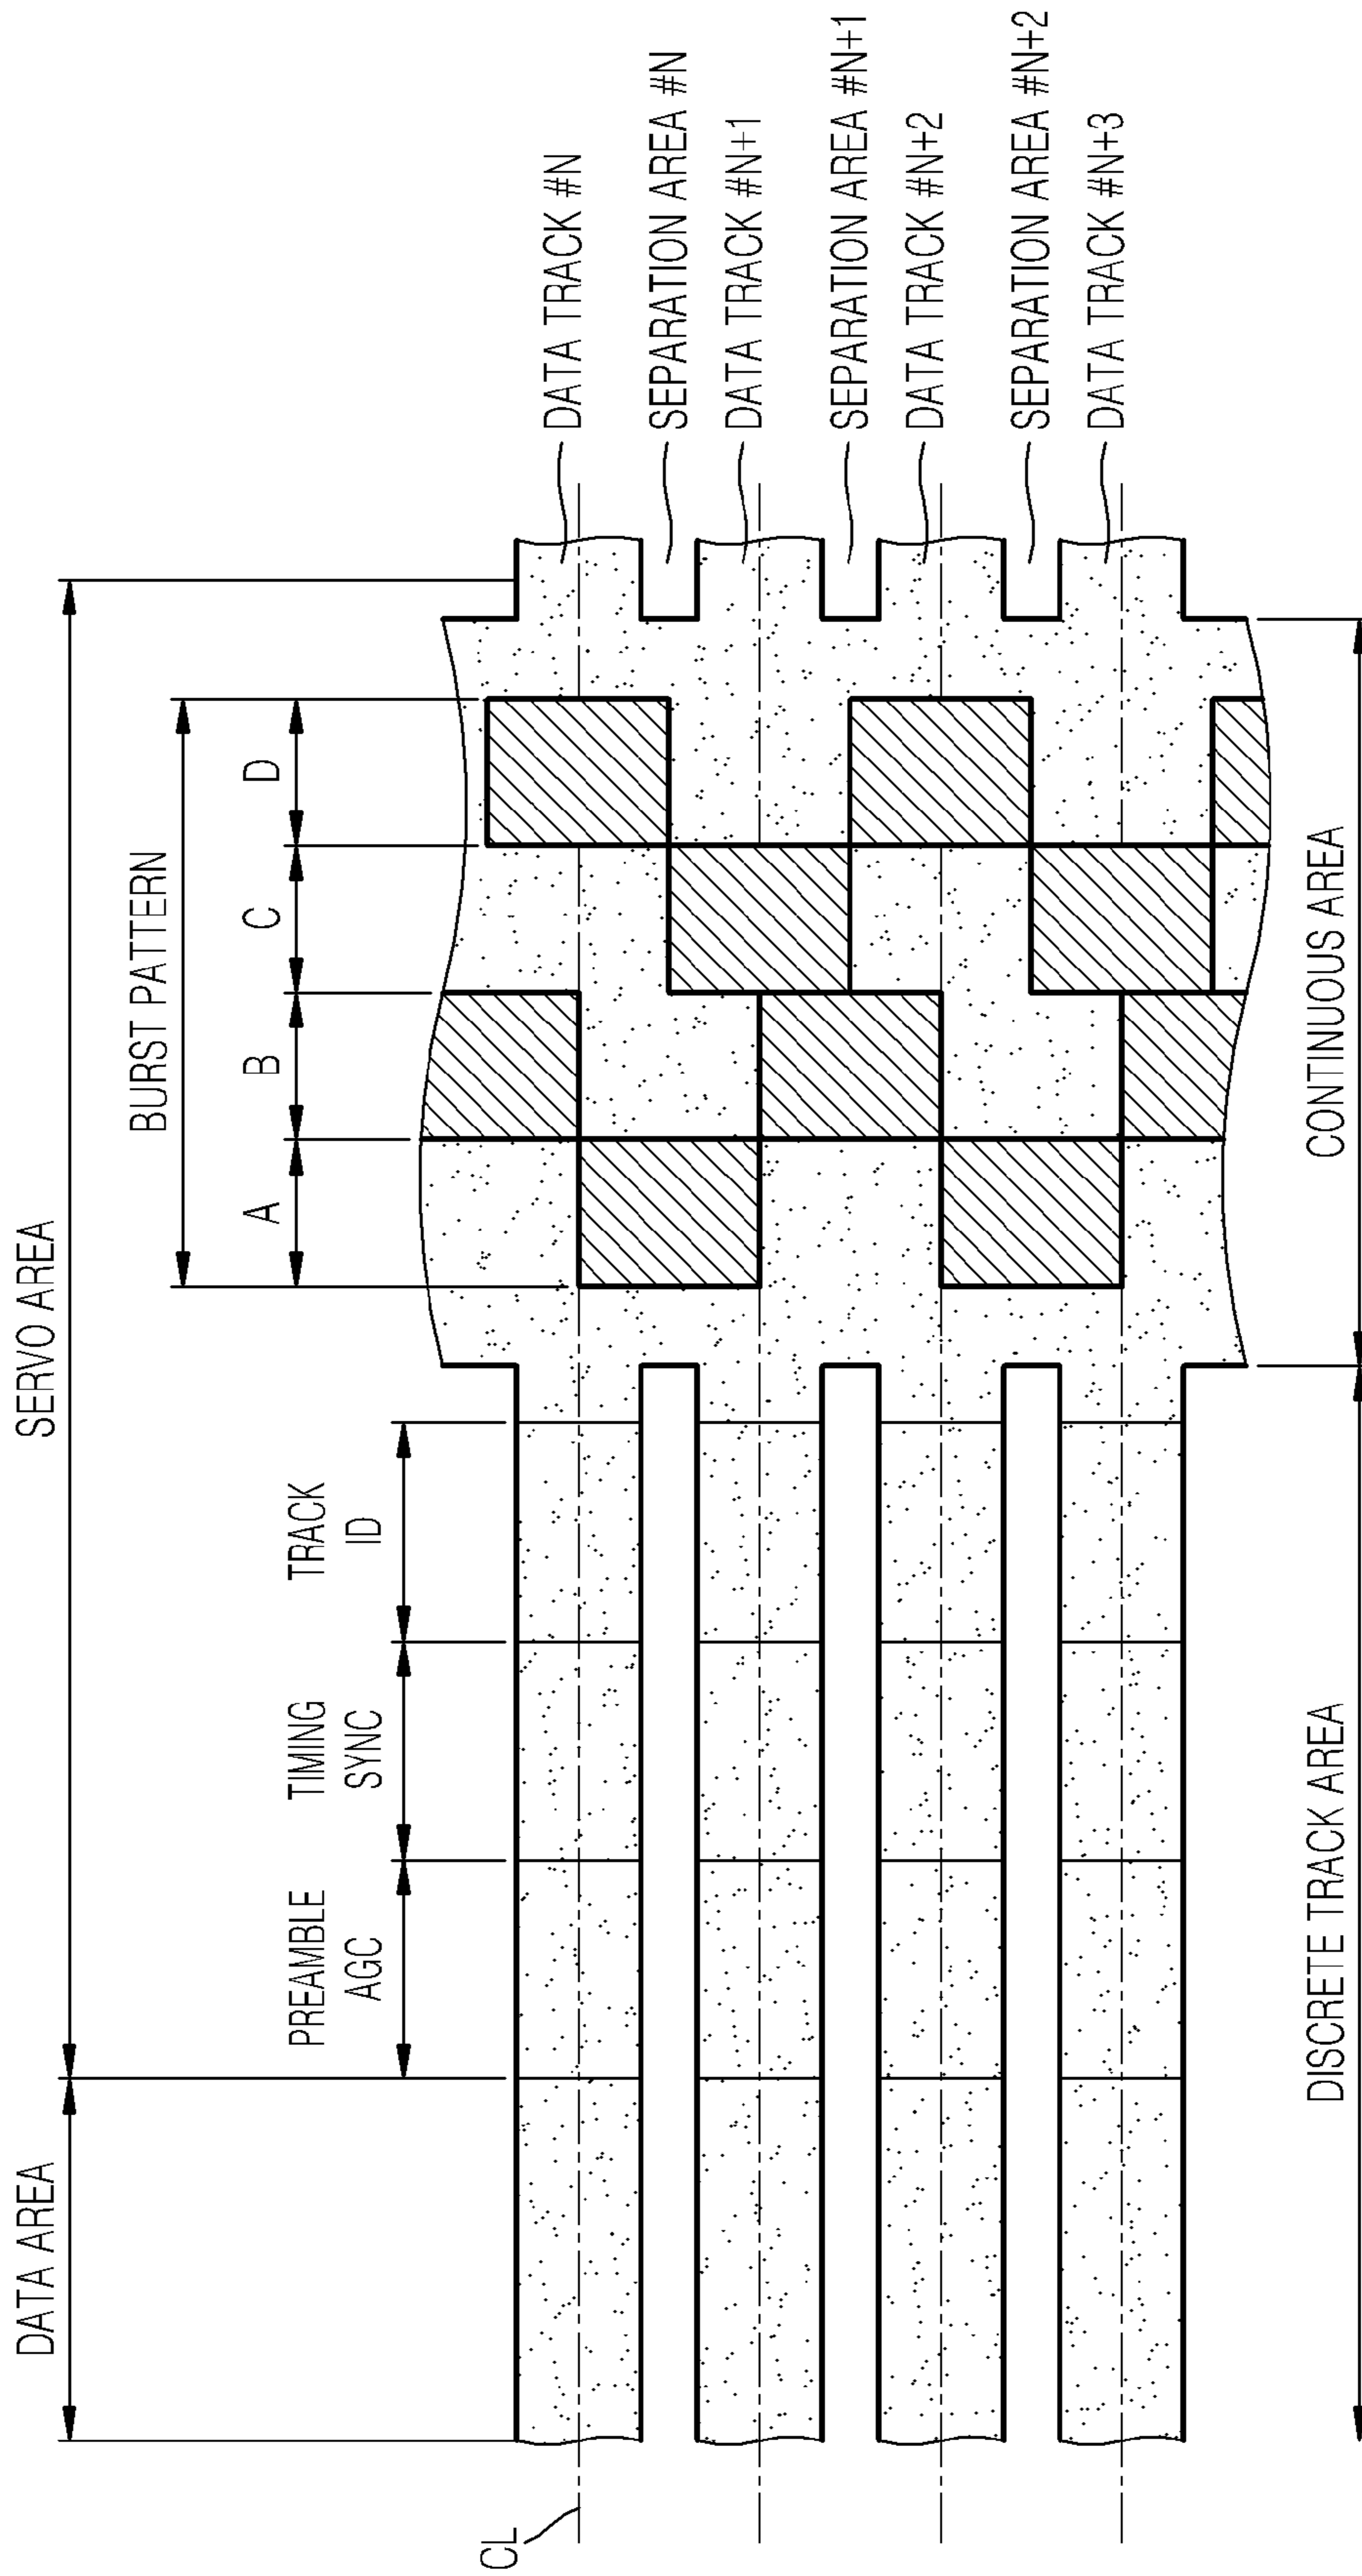 DATA AREA
SERVO AREA
BURST PATTERN
PREAMBLE
AGC
TIMING
SYNC
TRACK
ID
A
B
C
D
CL
DATA TRACK #N
SEPARATION AREA #N
DATA TRACK #N+1
SEPARATION AREA #N+1
DATA TRACK #N+2
SEPARATION AREA #N+2
DATA TRACK #N+3
DISCRETE TRACK AREA
CONTINUOUS AREA